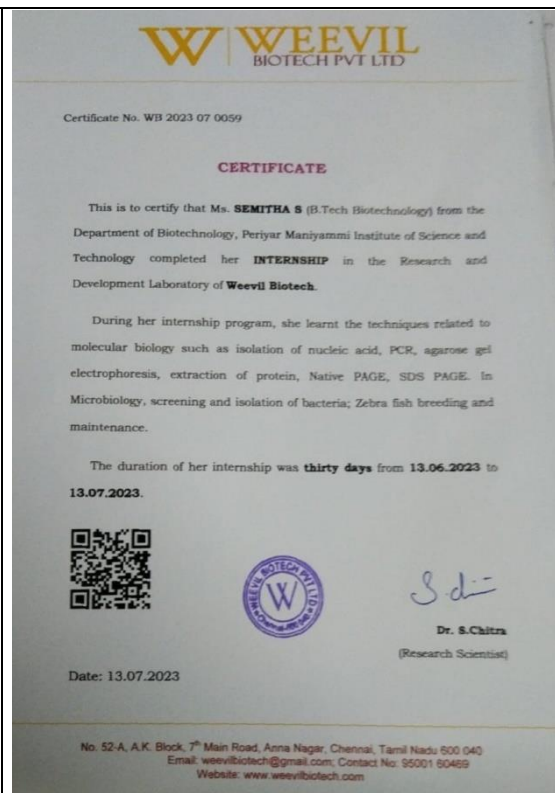 W WEEVIL
BIOTECH PVT LTD
Certificate No. WB 2023 07 0059
CERTIFICATE
This is to certify that Ms. SEMITHA S (B.Tech Biotechnology) from the
Department of Biotechnology, Periyar Maniyammi Institute of Science and
Technology completed her INTERNSHIP in the Research and
Development Laboratory of Weevil Biotech.
During her internship program, she learnt the techniques related to
molecular biology such as isolation of nucleic acid, PCR, agarose gel
electrophoresis, extraction of protein, Native PAGE, SDS PAGE. In
Microbiology, screening and isolation of bacteria; Zebra fish breeding and
maintenance.
The duration of her internship was thirty days from 13.06.2023 to
13.07.2023.
WEEVIL BIOTECH PVT LTD
W
Dr. S.Chitra
(Research Scientist)
Date: 13.07.2023
No. 52-A, A.K. Block, 7th Main Road, Anna Nagar, Chennai, Tamil Nadu 600 040
Email: weevilbiotech@gmail.com; Contact No: 95001 60469
Website: www.weevilbiotech.com